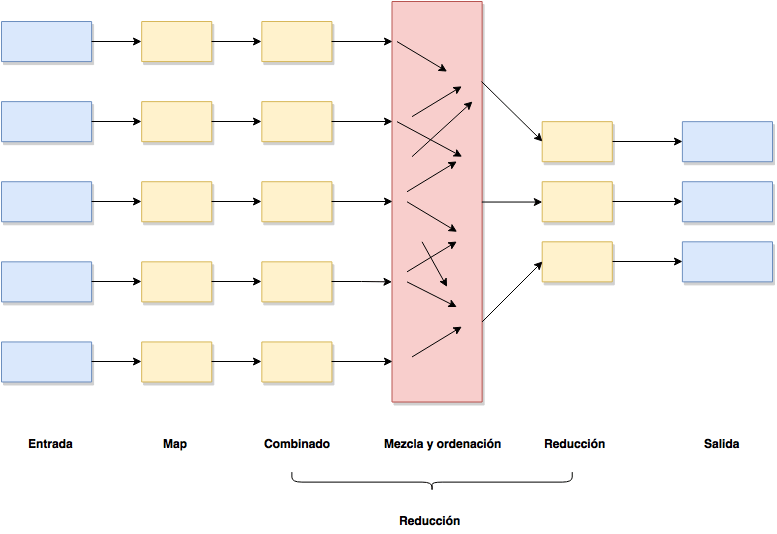 Entrada
Map
Combinado
Mezcla y ordenación
Reducción
Salida
Reducción